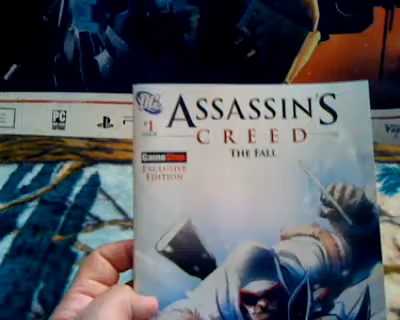 PC
DC
#1
ASSASSIN'S
CREED
THE FALL
GameStop
EXCLUSIVE
EDITION